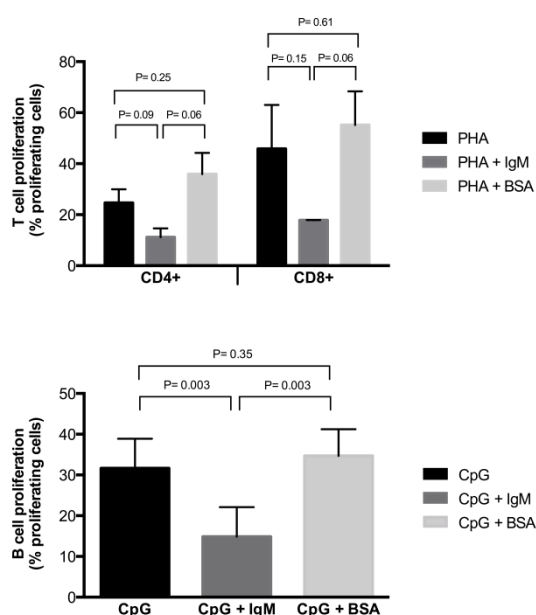 P= 0.61
P= 0.15
P= 0.06
P= 0.25
P= 0.09
P= 0.06
T cell proliferation
(% proliferating cells)
80
60
40
20
0
CD4+
CD8+
PHA
PHA + IgM
PHA + BSA
P= 0.35
P= 0.003
P= 0.003
B cell proliferation
(% proliferating cells)
50
40
30
20
10
0
CpG
CpG + IgM
CpG + BSA
CpG
CpG + IgM
CpG + BSA